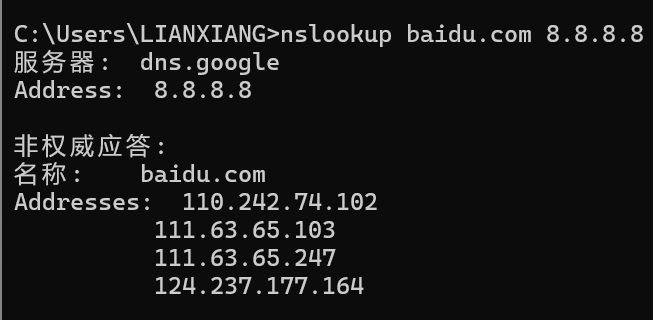 C:\Users\LIANXIANG>nslookup baidu.com 8.8.8.8
服务器:  dns.google
Address:  8.8.8.8

非权威应答:
名称:    baidu.com
Addresses:  110.242.74.102
          111.63.65.103
          111.63.65.247
          124.237.177.164